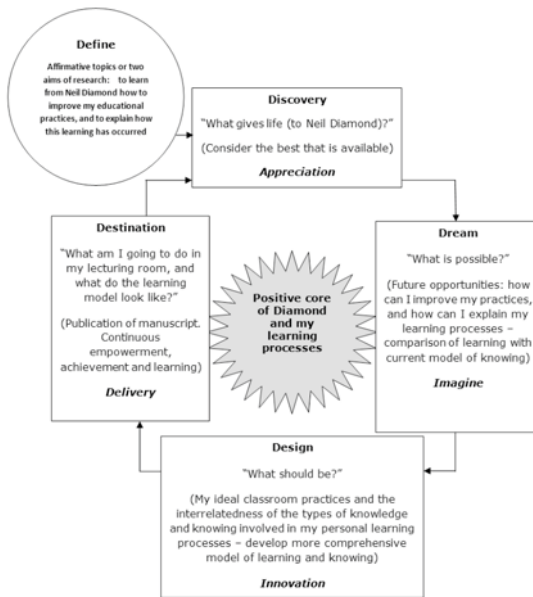 Define
Affirmative topics or two
aims of research: to learn
from Neil Diamond how to
improve my educational
practices, and to explain how
this learning has occurred
Discovery
“What gives life (to Neil Diamond)?”
(Consider the best that is available)
Appreciation
Destination
“What am I going to do in
my lecturing room, and
what do the learning
model look like?”
(Publication of manuscript.
Continuous
empowerment,
achievement and learning)
Delivery
Positive core
of Diamond
and my
learning
processes
Dream
“What is possible?”
(Future opportunities: how
can I improve my practices,
and how can I explain my
learning processes –
comparison of learning with
current model of knowing)
Imagine
Design
“What should be?”
(My ideal classroom practices and the
interrelatedness of the types of knowledge
and knowing involved in my personal learning
processes – develop more comprehensive
model of learning and knowing)
Innovation